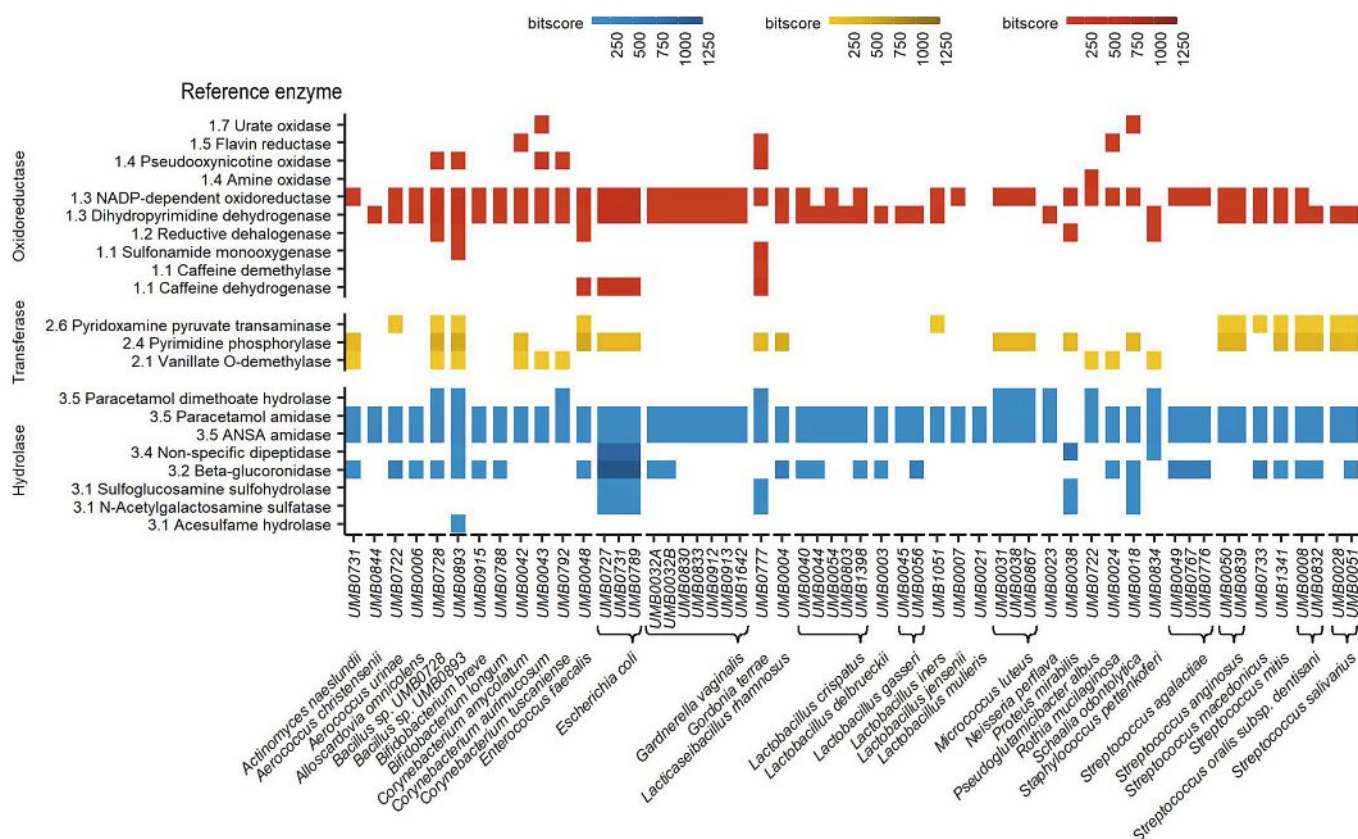 bitscore 250 500 750 1000 1250
bitscore 250 500 750 1000 1250
bitscore 250 500 750 1000 1250
Reference enzyme
Oxidoreductase
1.7 Urate oxidase
1.5 Flavin reductase
1.4 Pseudooxynicotine oxidase
1.4 Amine oxidase
1.3 NADP-dependent oxidoreductase
1.3 Dihydropyrimidine dehydrogenase
1.2 Reductive dehalogenase
1.1 Sulfonamide monooxygenase
1.1 Caffeine demethylase
1.1 Caffeine dehydrogenase
Transferase
2.6 Pyridoxamine pyruvate transaminase
2.4 Pyrimidine phosphorylase
2.1 Vanillate O-demethylase
Hydrolase
3.5 Paracetamol dimethoate hydrolase
3.5 Paracetamol amidase
3.5 ANSA amidase
3.4 Non-specific dipeptidase
3.2 Beta-glucoronidase
3.1 Sulfoglucosamine sulfohydrolase
3.1 N-Acetylgalactosamine sulfatase
3.1 Acesulfame hydrolase
UMB0731
UMB0844
UMB0722
UMB0006
UMB0728
UMB0893
UMB0915
UMB0788
UMB0042
UMB0043
UMB0792
UMB0048
UMB0727
UMB0731
UMB0789
UMB0032A
UMB0032B
UMB0830
UMB0833
UMB0912
UMB0913
UMB1642
UMB0777
UMB0004
UMB0040
UMB0044
UMB0054
UMB0803
UMB1398
UMB0003
UMB0045
UMB0056
UMB1051
UMB0007
UMB0021
UMB0031
UMB0038
UMB0867
UMB0023
UMB0038
UMB0722
UMB0024
UMB0018
UMB0834
UMB0049
UMB0767
UMB0776
UMB0050
UMB0839
UMB0733
UMB1341
UMB0008
UMB0832
UMB0028
UMB0051
Actinomyces naeslundii
Aerococcus christensenii
Aerococcus urinae
Alloscardovia omnicolens
Bacillus sp. UMB0728
Bacillus sp. UMB0893
Bifidobacterium breve
Bifidobacterium longum
Corynebacterium amycolatum
Corynebacterium aurimucosum
Corynebacterium tuscaniense
Enterococcus faecalis
Escherichia coli
Gardnerella vaginalis
Gordonia terrae
Lacticaseibacillus rhamnosus
Lactobacillus crispatus
Lactobacillus delbrueckii
Lactobacillus gasseri
Lactobacillus iners
Lactobacillus jensenii
Lactobacillus mulieris
Micrococcus luteus
Neisseria perflava
Proteus mirabilis
Pseudoglutamicibacter albus
Rothia mucilaginosa
Schaalia odontolytica
Staphylococcus pettenkoferi
Streptococcus agalactiae
Streptococcus anginosus
Streptococcus macedonicus
Streptococcus mitis
Streptococcus oralis subsp. dentisani
Streptococcus salivarius